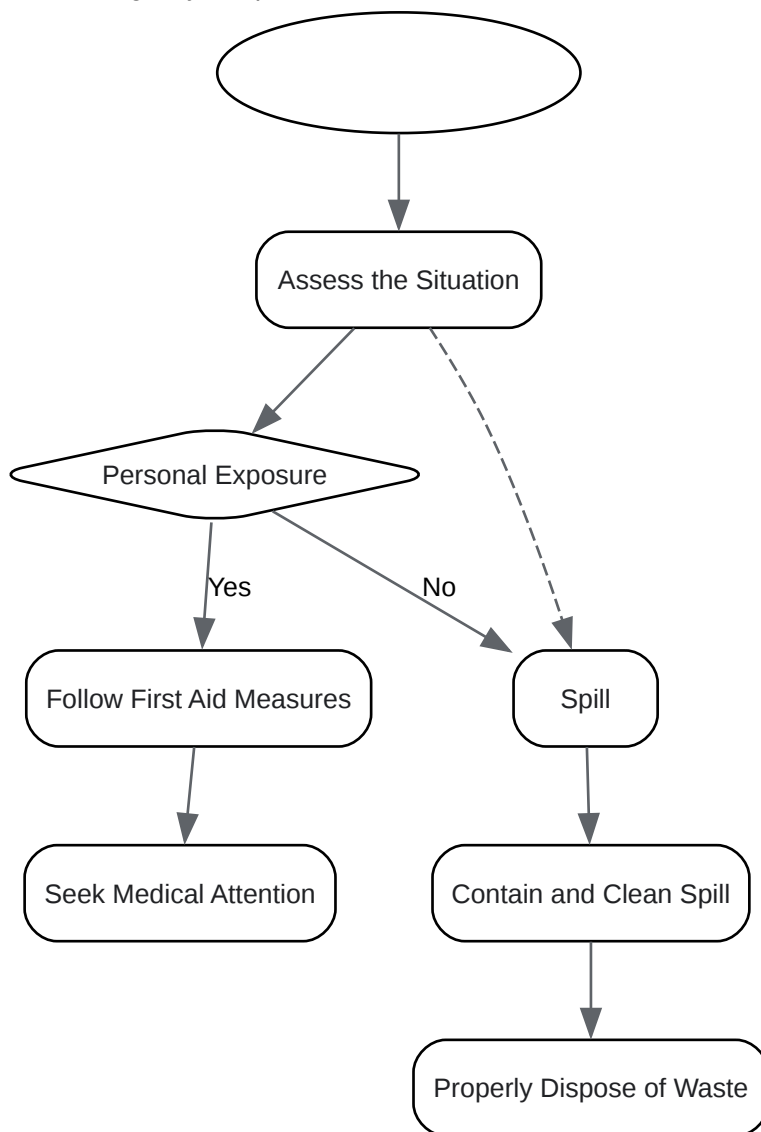 Assess the Situation
Personal Exposure
Yes
No
Follow First Aid Measures
Spill
Seek Medical Attention
Contain and Clean Spill
Properly Dispose of Waste